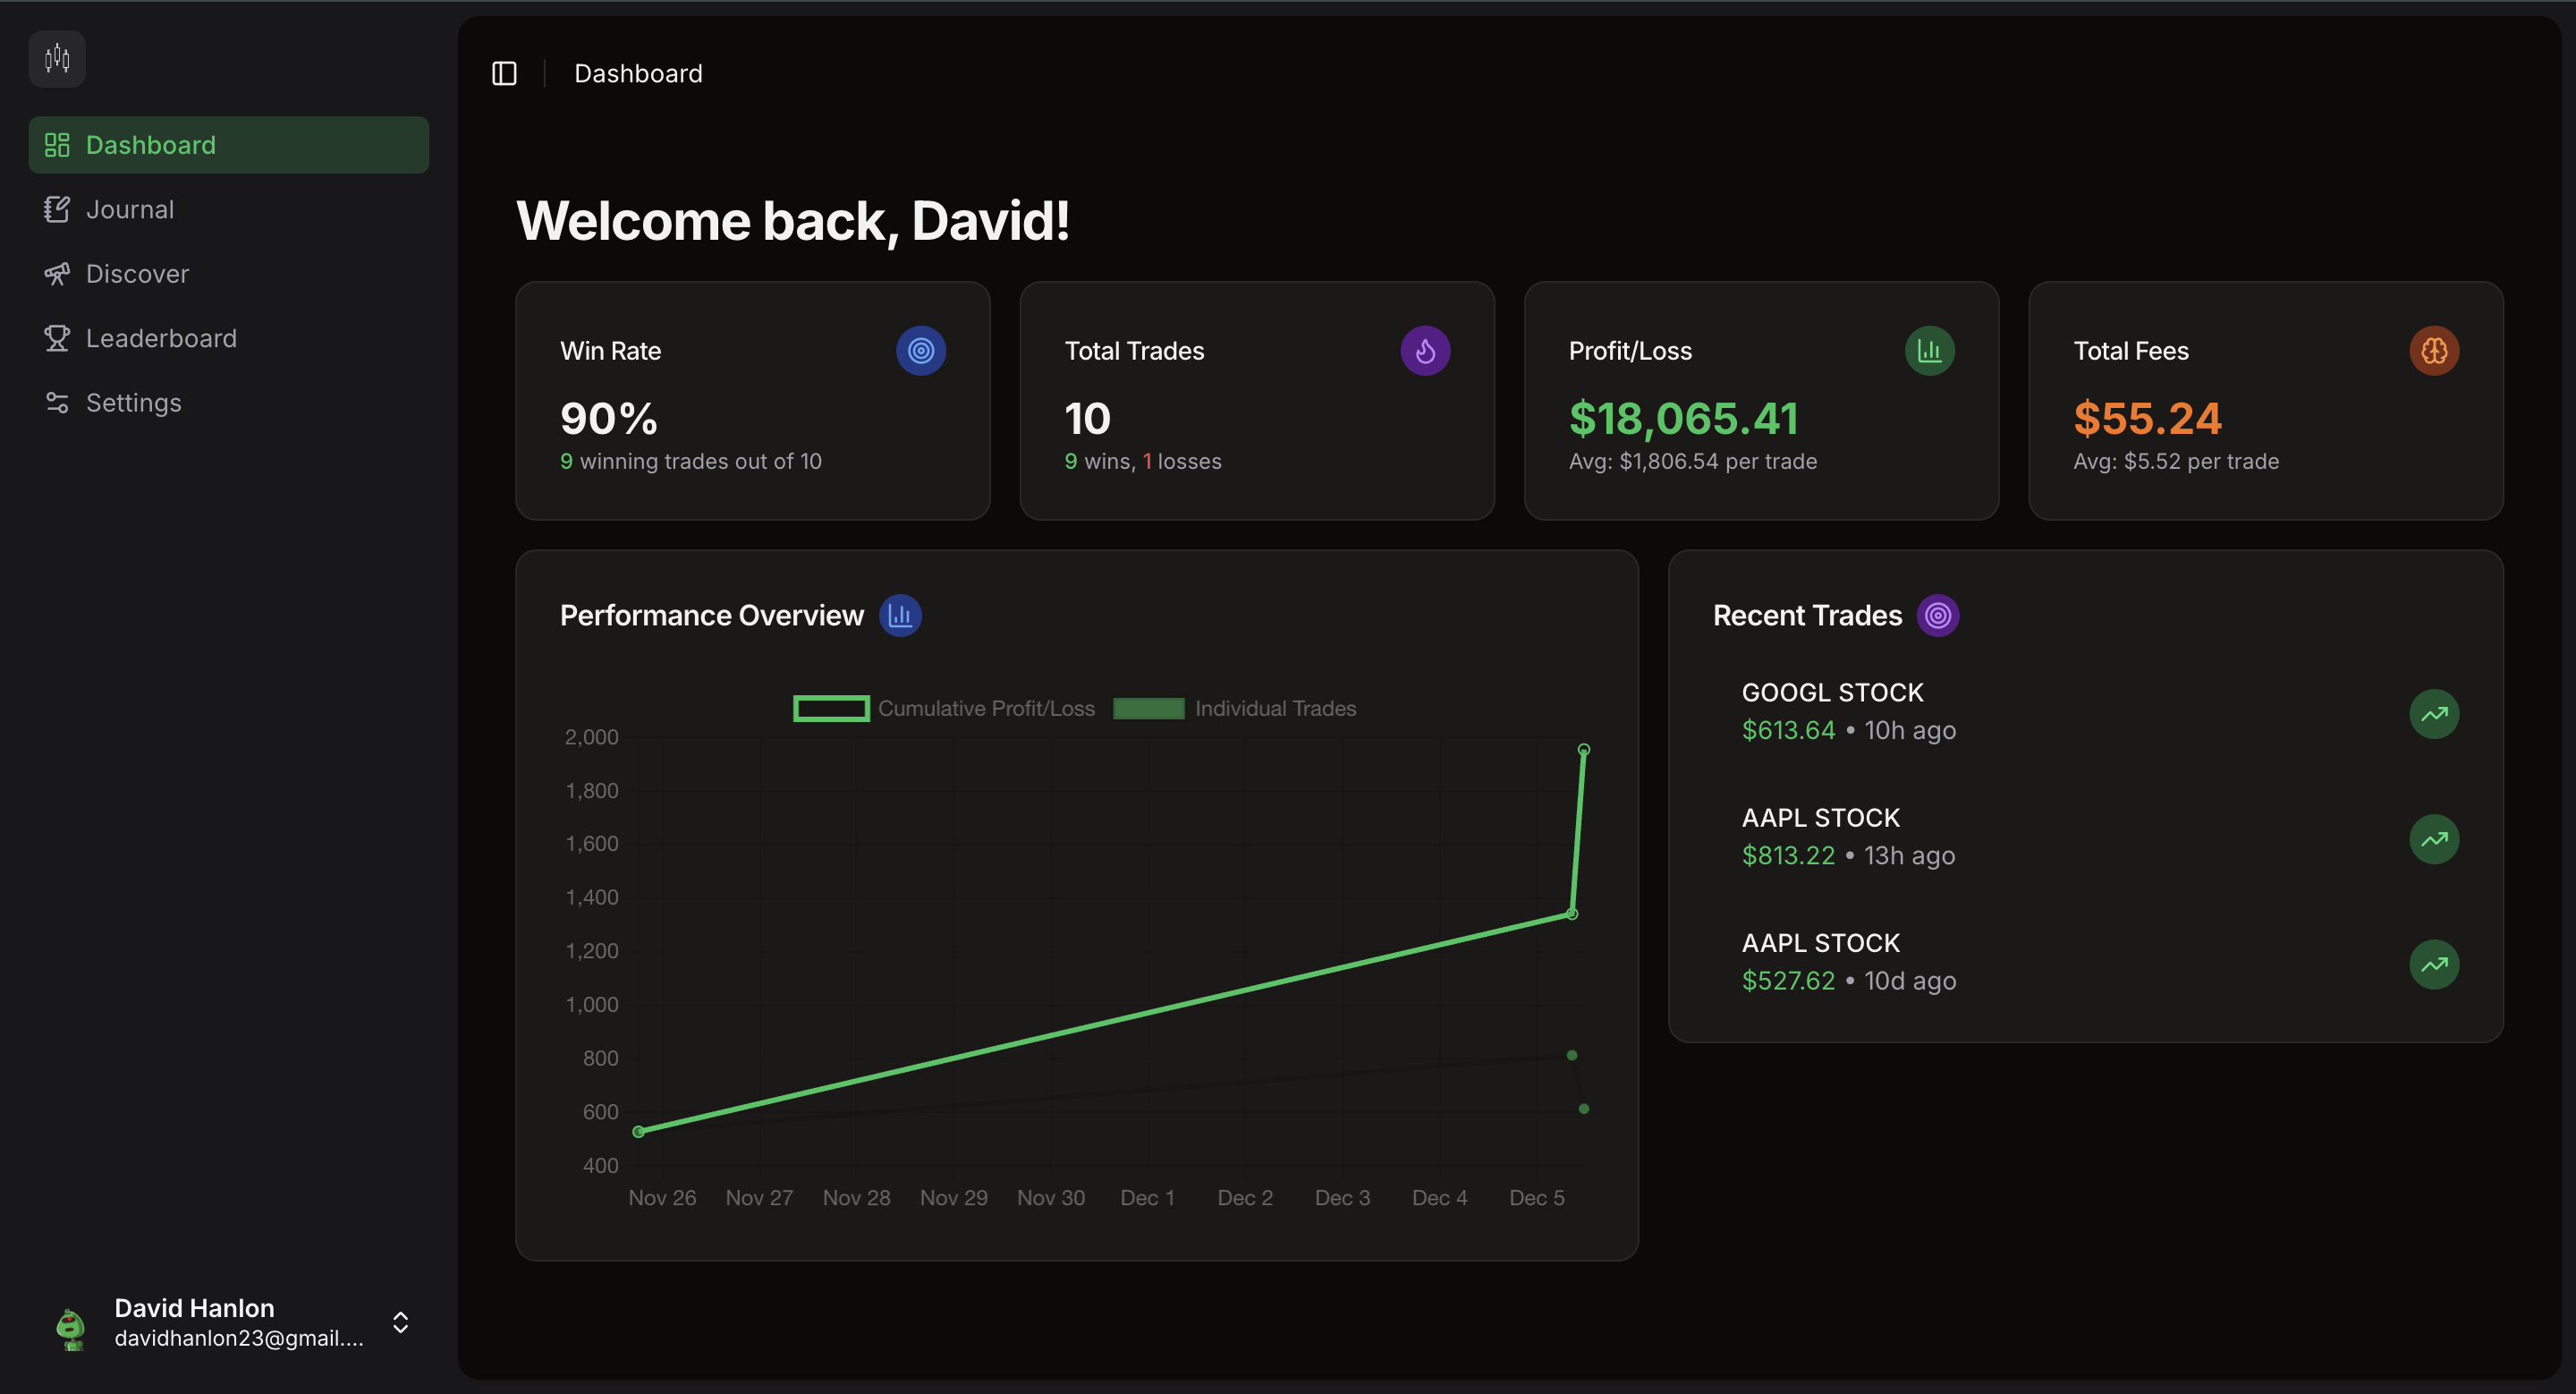 Dashboard
Journal
Discover
Leaderboard
Settings
David Hanlon
davidhanlon23@gmail....
Dashboard
Welcome back, David!
Win Rate
90%
9 winning trades out of 10
Total Trades
10
9 wins, 1 losses
Profit/Loss
$18,065.41
Avg: $1,806.54 per trade
Total Fees
$55.24
Avg: $5.52 per trade
Performance Overview
Cumulative Profit/Loss
Individual Trades
2,000
1,800
1,600
1,400
1,200
1,000
800
600
400
Nov 26 Nov 27 Nov 28 Nov 29 Nov 30 Dec 1 Dec 2 Dec 3 Dec 4 Dec 5
Recent Trades
GOOGL STOCK
$613.64 • 10h ago
AAPL STOCK
$813.22 • 13h ago
AAPL STOCK
$527.62 • 10d ago